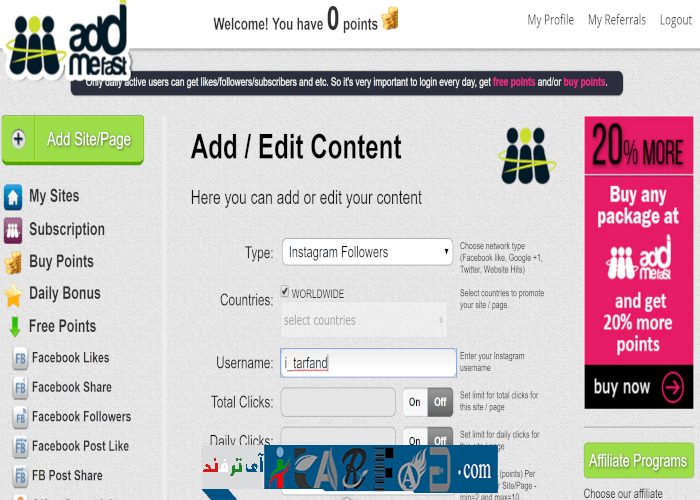 add
mefast
Welcome! You have 0 points
My Profile
My Referrals
Logout
Only daily active users can get likes/followers/subscribers and etc. So it's very important to login every day, get free points and/or buy points.
Add Site/Page
My Sites
Subscription
Buy Points
Daily Bonus
Free Points
FB Facebook Likes
FB Facebook Share
FB Facebook Followers
FB Facebook Post Like
FB FB Post Share
Add / Edit Content
Here you can add or edit your content
Type:
Instagram Followers
Choose network type
(Facebook like, Google +1,
Twitter, Website Hits)
Countries:
WORLDWIDE
select countries
Select countries to promote
your site / page.
Username:
i_tarfand
Enter your Instagram
username
Total Clicks:
On Off
Set limit for total clicks for
this site / page
Daily Clicks:
On Off
Set limit for daily clicks for
(points) Per
r Site/Page -
min=2 and max=10
آی ترفند
iTARFAND.com
20% MORE
Buy any
package at
add
mefast
and get
20% more
points
buy now
Affiliate Programs
Choose our affiliate